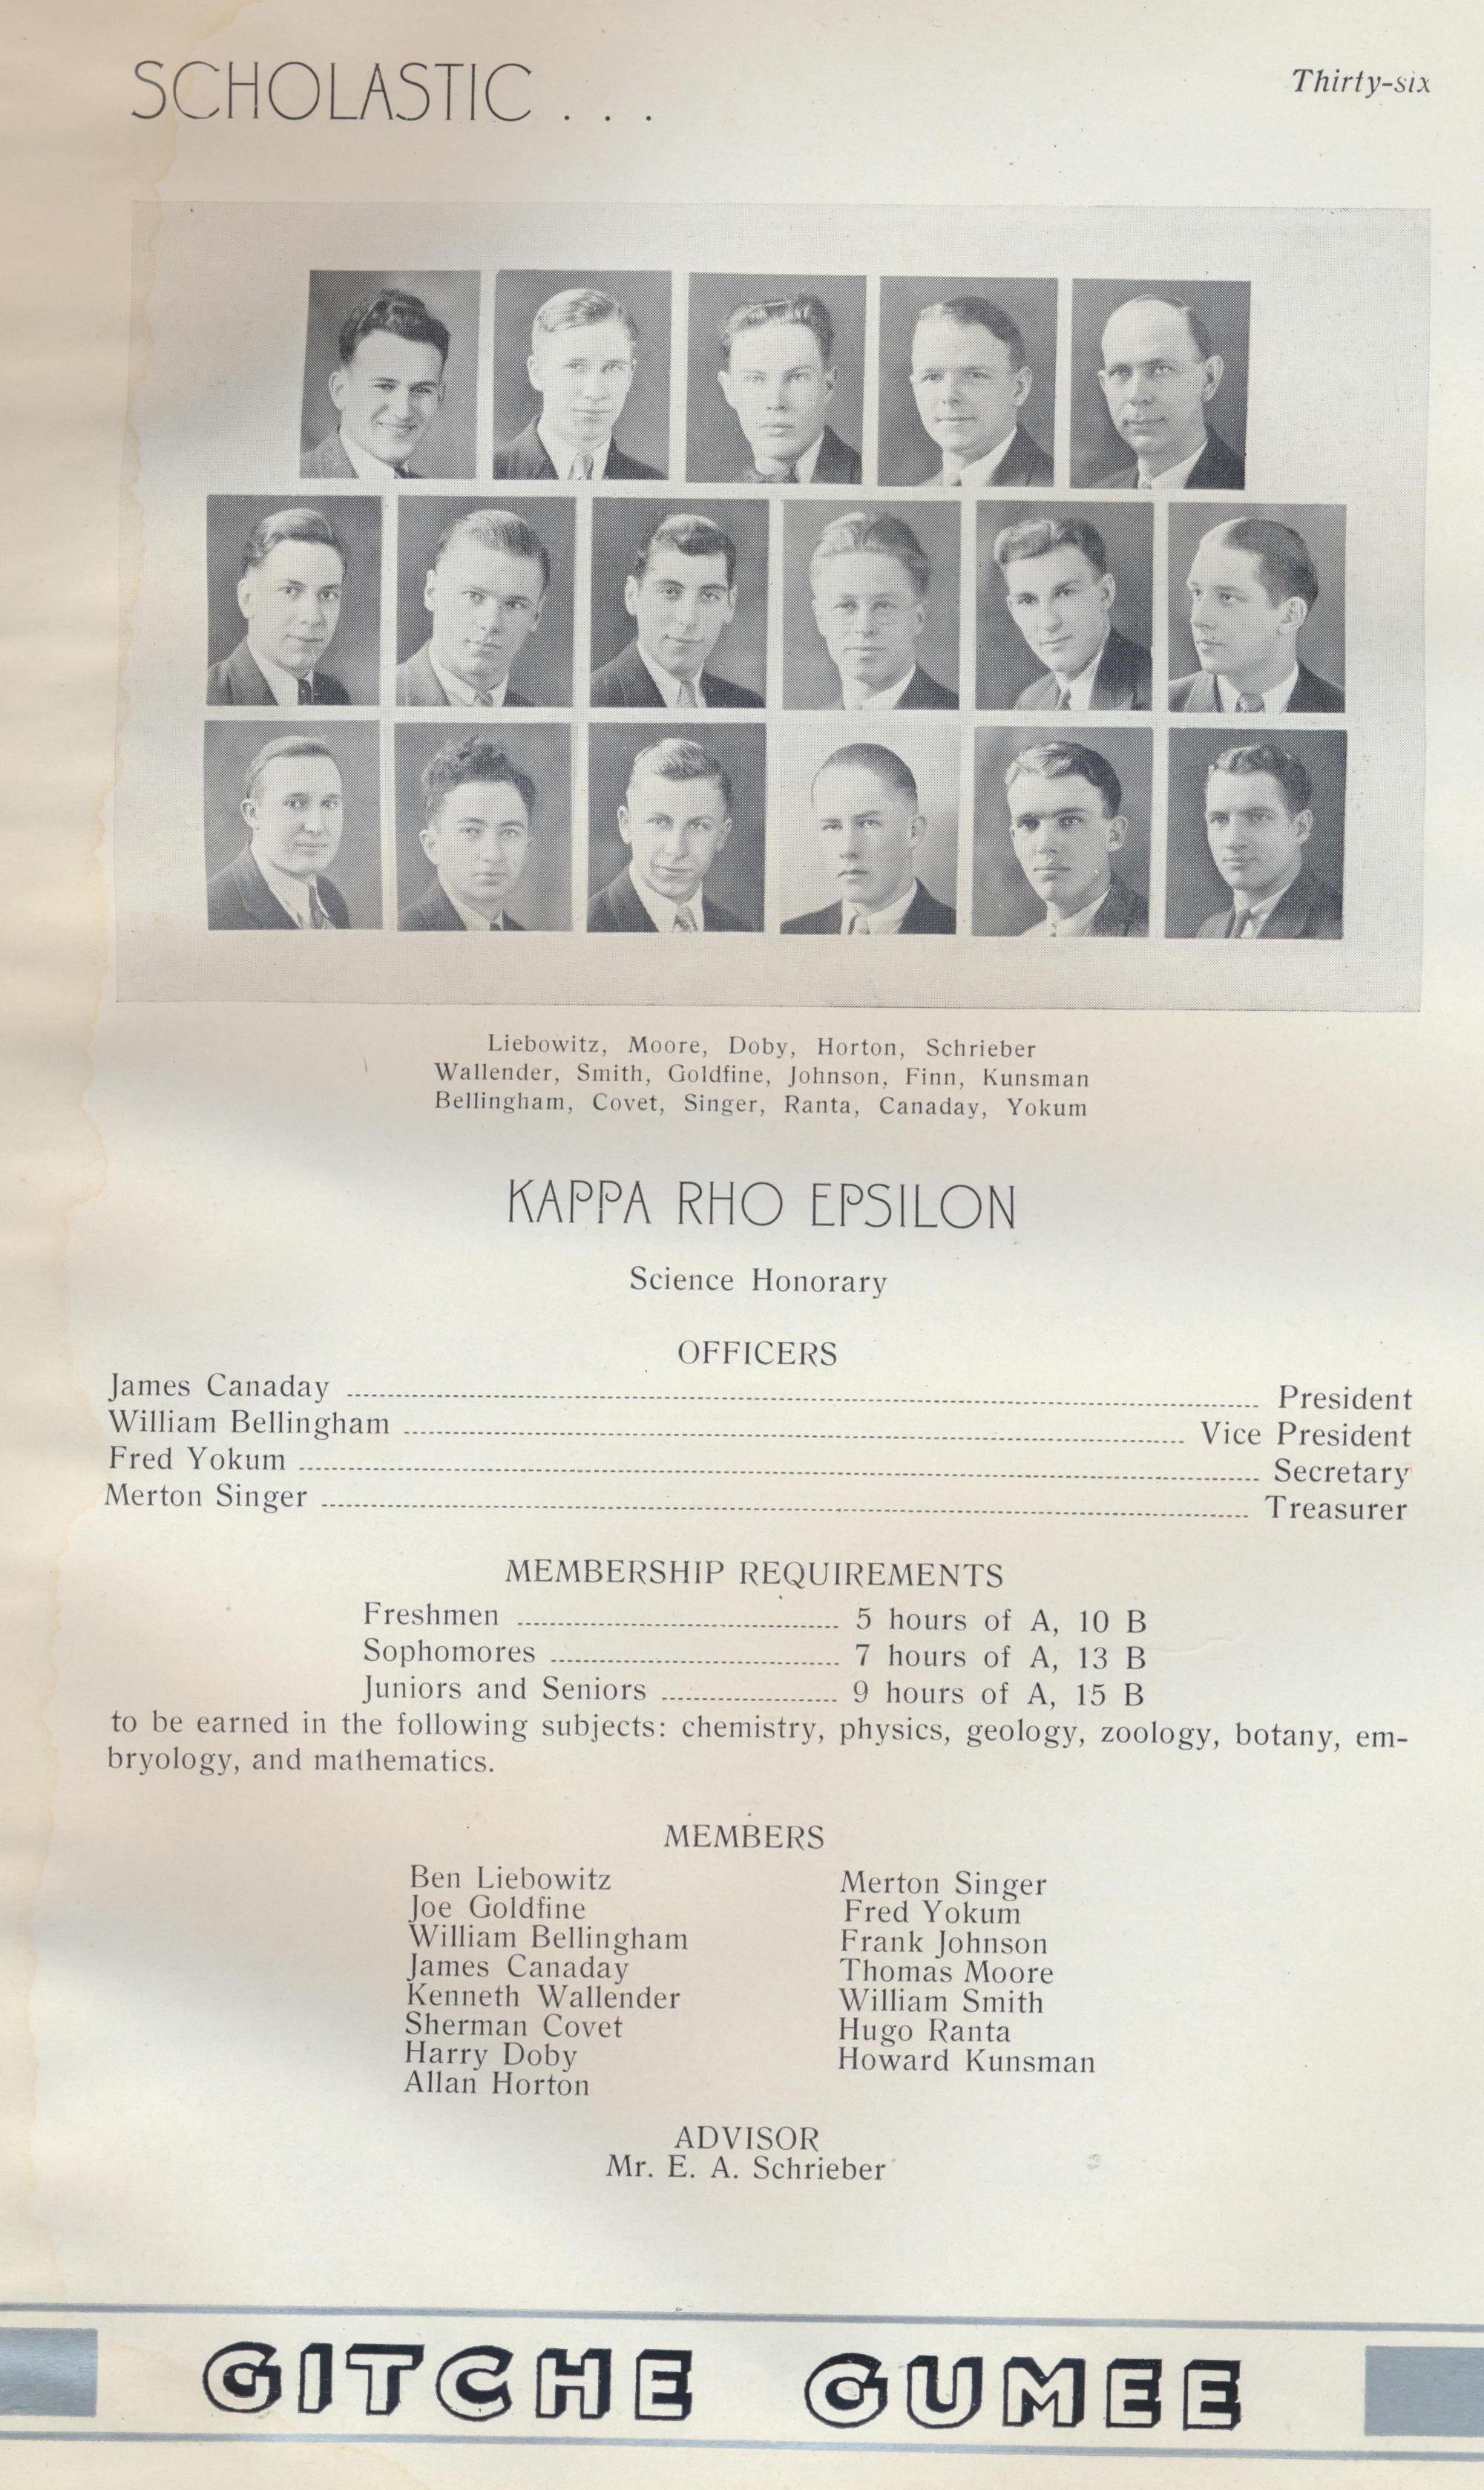 SCHOLASTIC . . .
Thirty-six
Liebowitz, Moore, Doby, Horton, Schrieber
Wallender, Smith, Goldfine, Johnson, Finn, Kunsman
Bellingham, Covet, Singer, Ranta, Canaday, Yokum
KAPPA RHO EPSILON
Science Honorary
OFFICERS
James Canaday ........ President
William Bellingham ........ Vice President
Fred Yokum ........ Secretary
Merton Singer ........ Treasurer
MEMBERSHIP REQUIREMENTS
Freshmen ........ 5 hours of A, 10 B
Sophomores ........ 7 hours of A, 13 B
Juniors and Seniors ........ 9 hours of A, 15 B
to be earned in the following subjects: chemistry, physics, geology, zoology, botany, em-
bryology, and mathematics.
MEMBERS
Ben Liebowitz
Joe Goldfine
William Bellingham
James Canaday
Kenneth Wallender
Sherman Covet
Harry Doby
Allan Horton
Merton Singer
Fred Yokum
Frank Johnson
Thomas Moore
William Smith
Hugo Ranta
Howard Kunsman
ADVISOR
Mr. E. A. Schrieber
GITCHE GUMEE